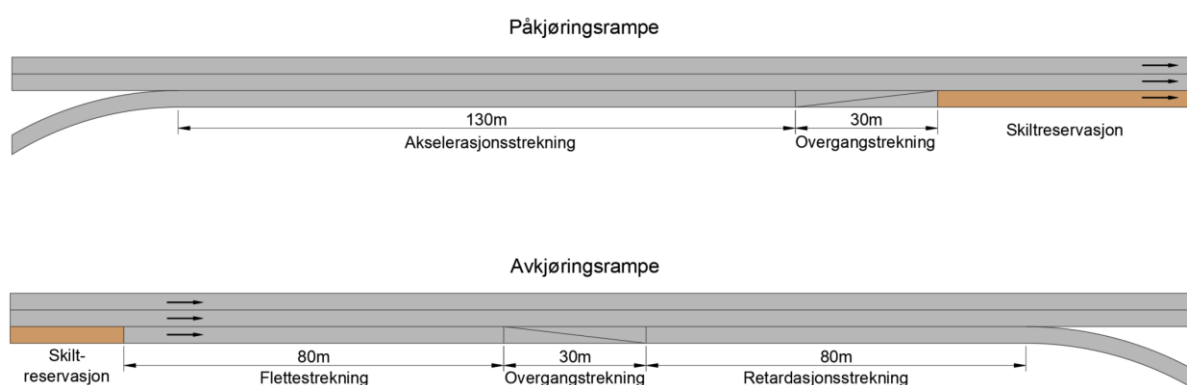 Påkjøringsrampe
130m
30m
Akselerasjonsstrekning
Overgangstrekning
Skiltreservasjon
Avkjøringsrampe
80m
30m
80m
Skilt-
reservasjon
Flettestrekning
Overgangstrekning
Retardasjonsstrekning